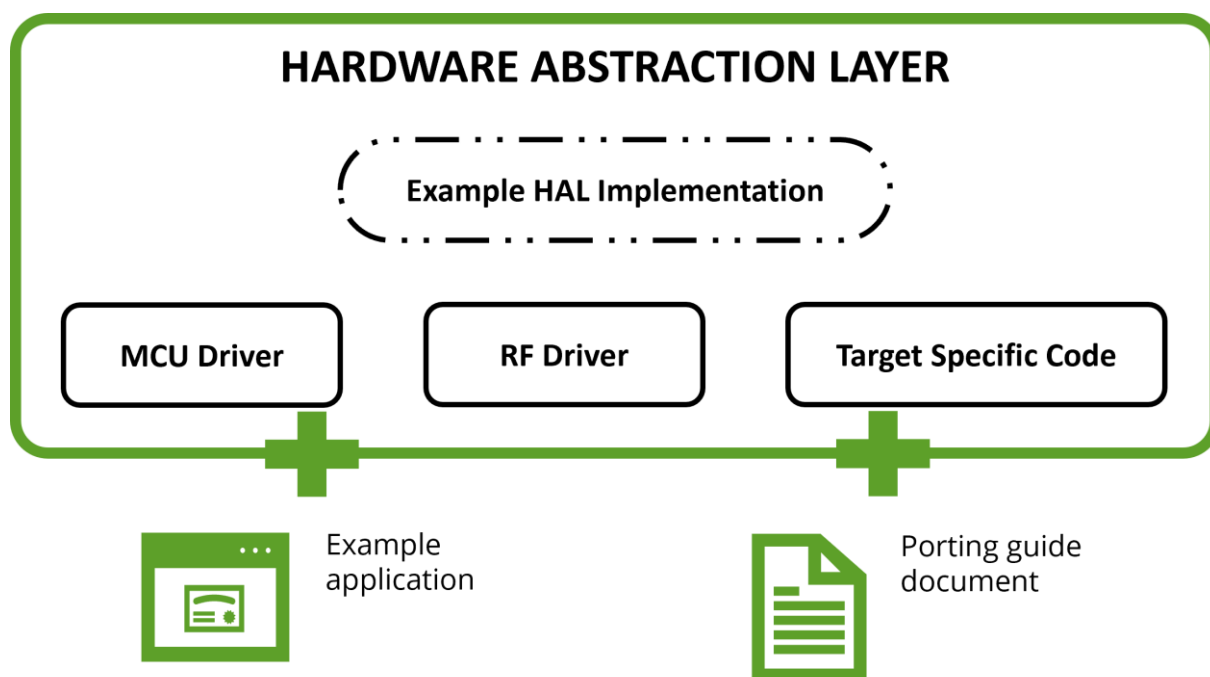 HARDWARE ABSTRACTION LAYER
Example HAL Implementation
MCU Driver
RF Driver
Target Specific Code
Example
application
Porting guide
document